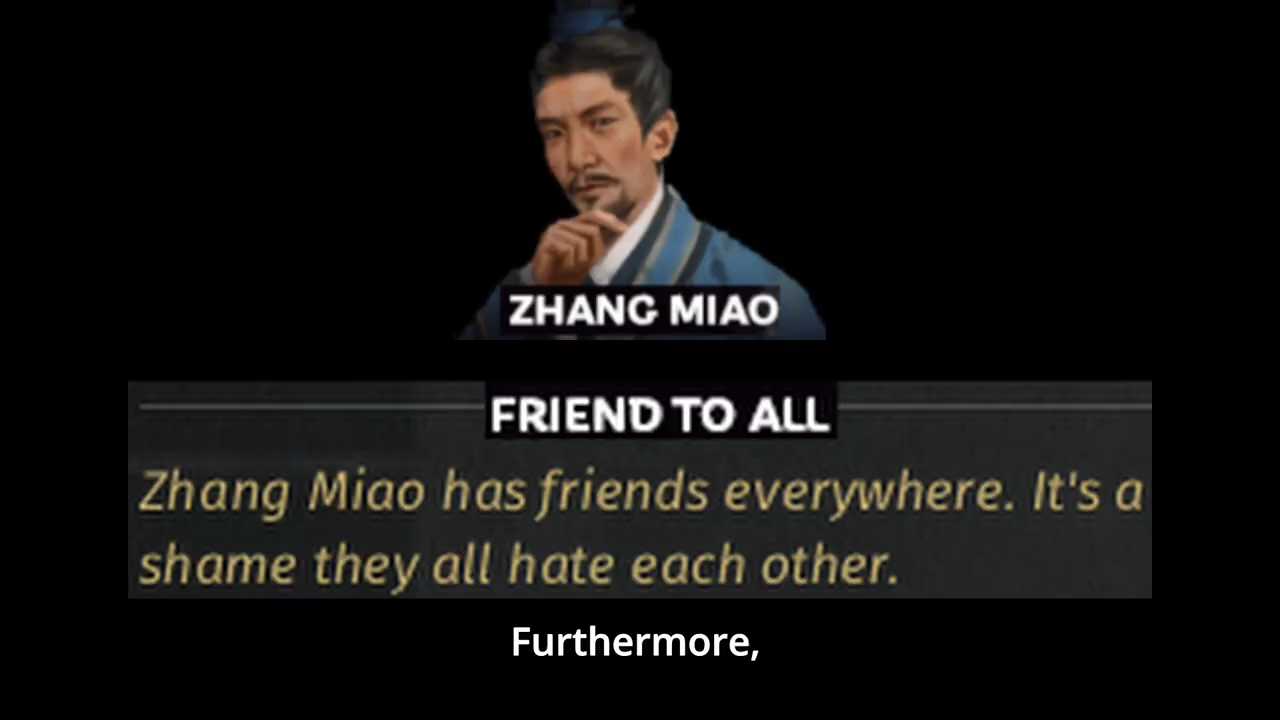 ZHANG MIAO
FRIEND TO ALL
Zhang Miao has friends everywhere. It's a
shame they all hate each other.
Furthermore,